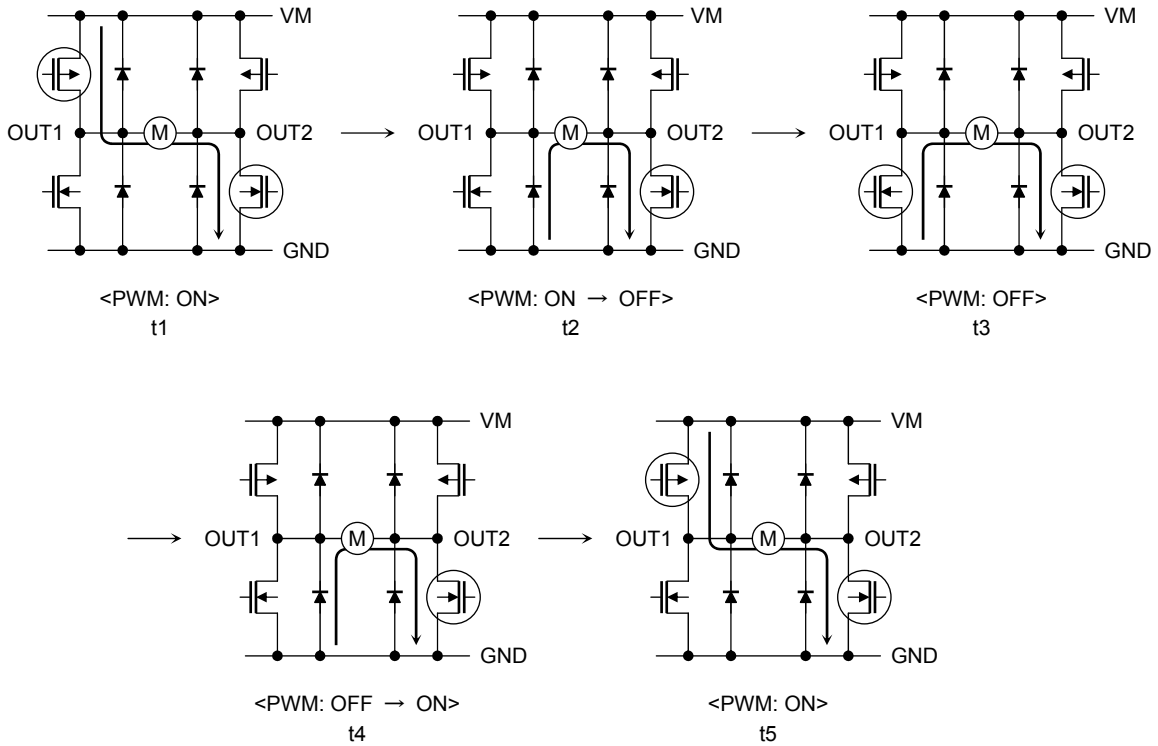 VM
OUT1 M OUT2
GND
<PWM: ON>
t1
VM
OUT1 M OUT2
GND
<PWM: ON → OFF>
t2
VM
OUT1 M OUT2
GND
<PWM: OFF>
t3
VM
OUT1 M OUT2
GND
<PWM: OFF → ON>
t4
VM
OUT1 M OUT2
GND
<PWM: ON>
t5